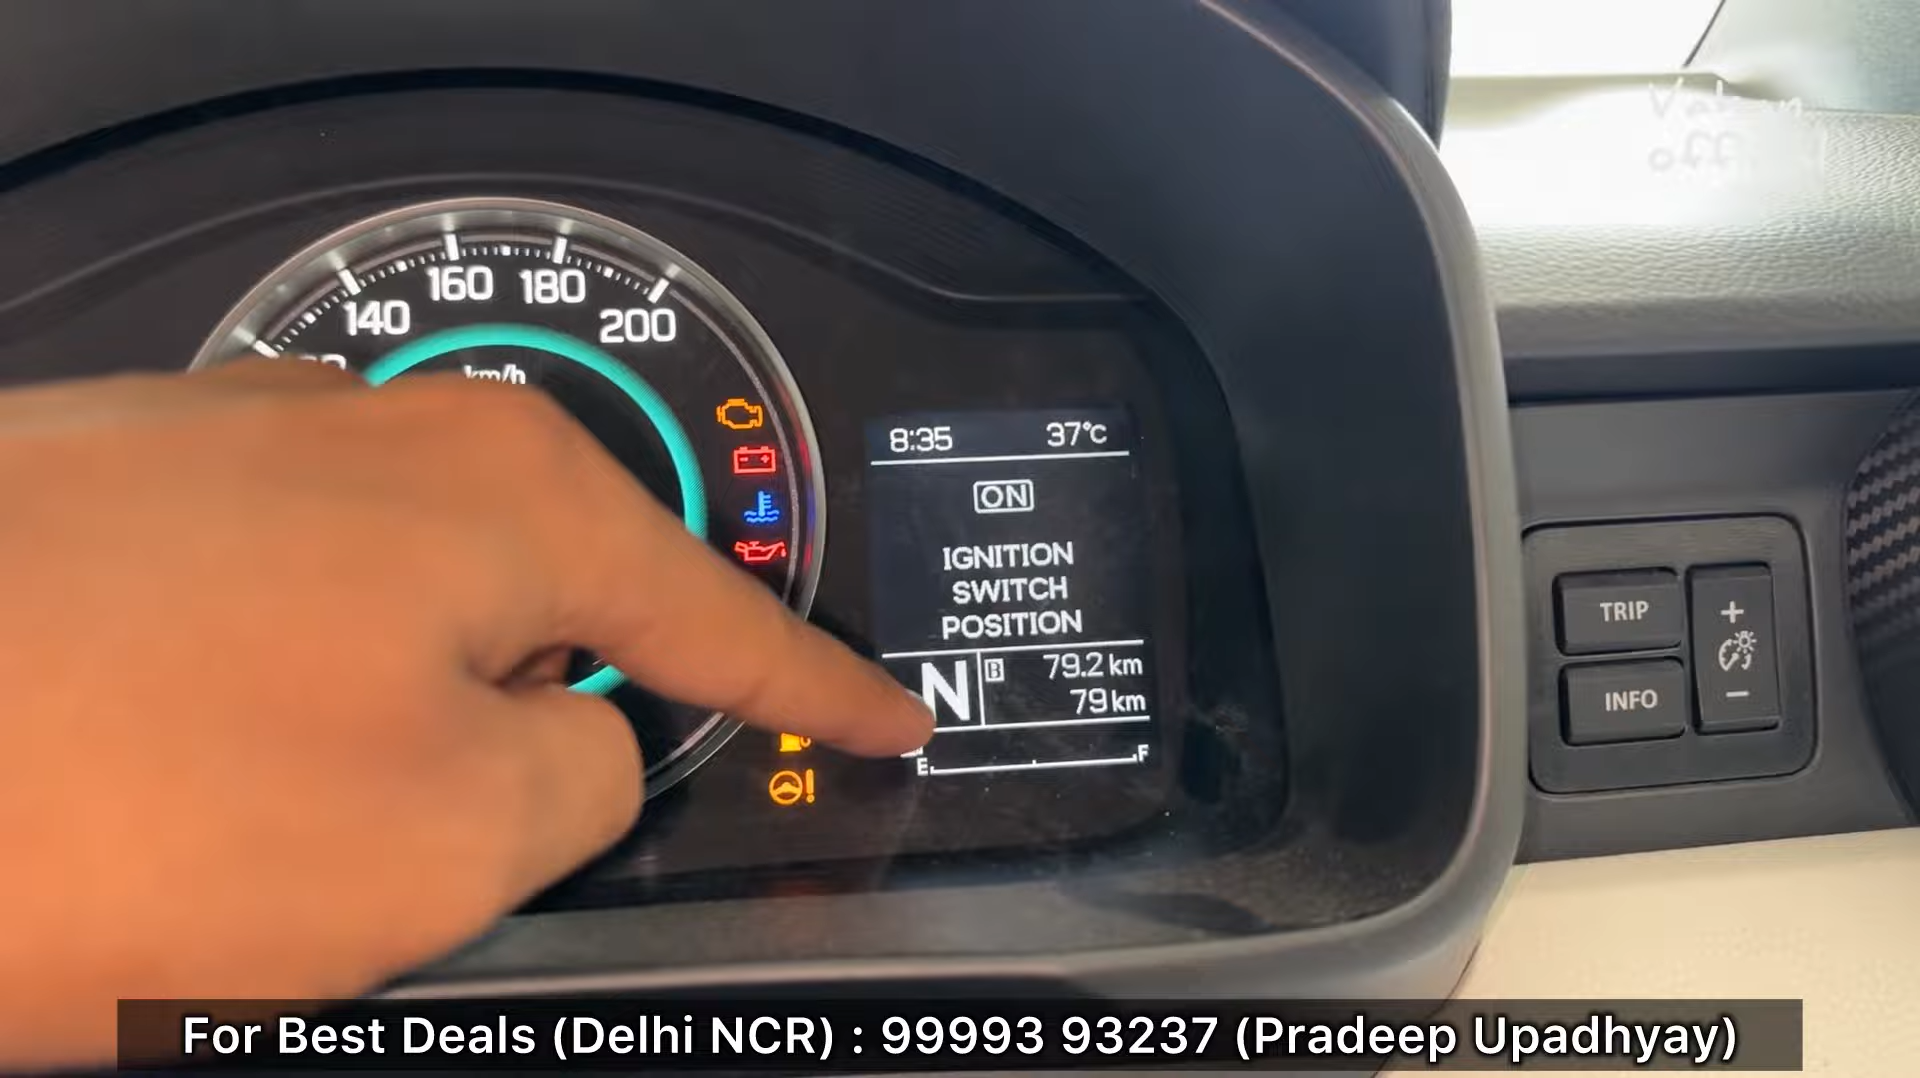 140
160
180
200
km/h
8:35
37°C
ON
IGNITION
SWITCH
POSITION
N
B
79.2 km
79 km
E
F
TRIP
INFO
+
-
For Best Deals (Delhi NCR) : 99993 93237 (Pradeep Upadhyay)